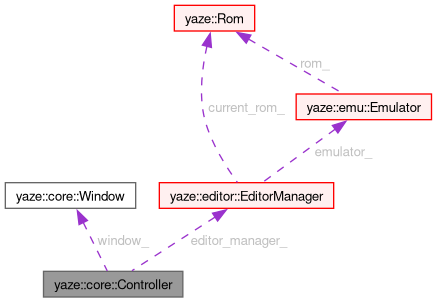 yaze::Rom
rom_
current_rom_
yaze::emu::Emulator
emulator_
yaze::core::Window
yaze::editor::EditorManager
window_
editor_manager_
yaze::core::Controller